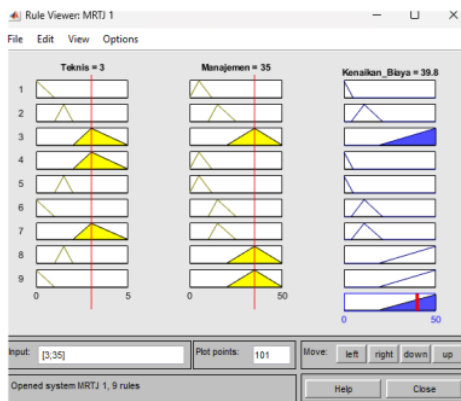 Rule Viewer: MRTJ 1
File Edit View Options
Teknis = 3 Manajemen = 35 Kenaikan_Biaya = 39.8
1
2
3
4
5
6
7
8
9
0 5 0 50
0 50
Input: [3;35] Plot points: 101 Move: left right down up
Opened system MRTJ 1, 9 rules Help Close